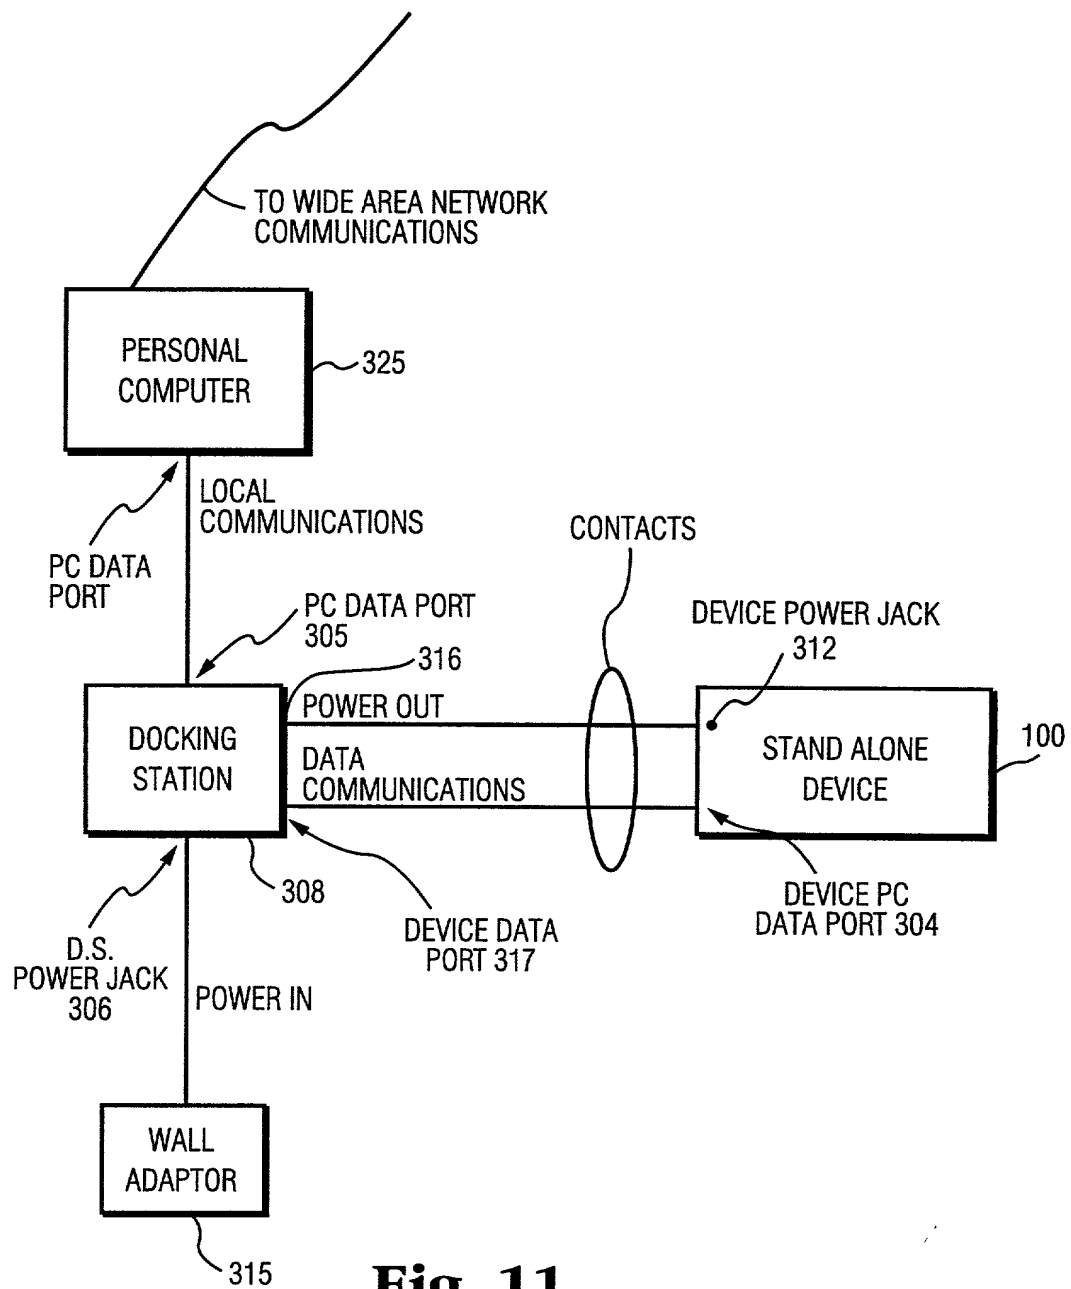 TO WIDE AREA NETWORK
COMMUNICATIONS
PERSONAL
COMPUTER
325
LOCAL
COMMUNICATIONS
PC DATA
PORT
CONTACTS
PC DATA PORT
305
316
DEVICE POWER JACK
312
POWER OUT
DOCKING
STATION
DATA
COMMUNICATIONS
STAND ALONE
DEVICE
100
308
DEVICE DATA
PORT 317
DEVICE PC
DATA PORT 304
D.S.
POWER JACK
306
POWER IN
WALL
ADAPTOR
315
Fig. 11